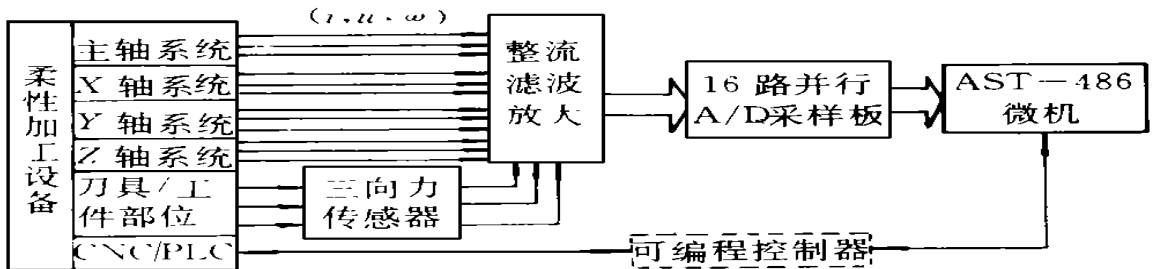 (i、u、ω)
柔性加工设备
主轴系统
X 轴系统
Y 轴系统
Z 轴系统
刀具/工
件部位
CNC/PLC
三向力
传感器
整流
滤波
放大
16 路并行
A/D采样板
AST-486
微机
可编程控制器